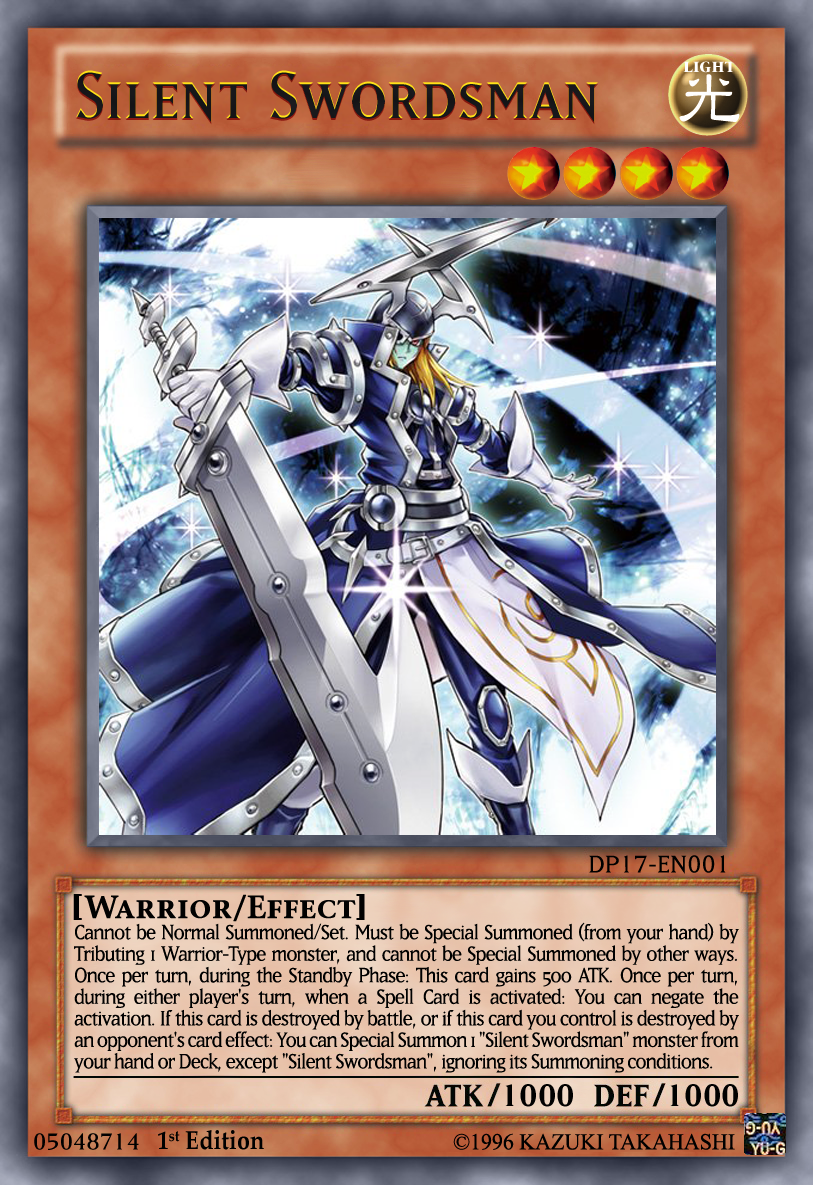 SILENT SWORDSMAN
LIGHT
光
DP17-EN001
[WARRIOR/EFFECT]
Cannot be Normal Summoned/Set. Must be Special Summoned (from your hand) by
Tributing 1 Warrior-Type monster, and cannot be Special Summoned by other ways.
Once per turn, during the Standby Phase: This card gains 500 ATK. Once per turn,
during either player's turn, when a Spell Card is activated: You can negate the
activation. If this card is destroyed by battle, or if this card you control is destroyed by
an opponent's card effect: You can Special Summon 1 "Silent Swordsman" monster from
your hand or Deck, except "Silent Swordsman", ignoring its Summoning conditions.
ATK/1000 DEF/1000
05048714 1st Edition
©1996 KAZUKI TAKAHASHI
YU-G